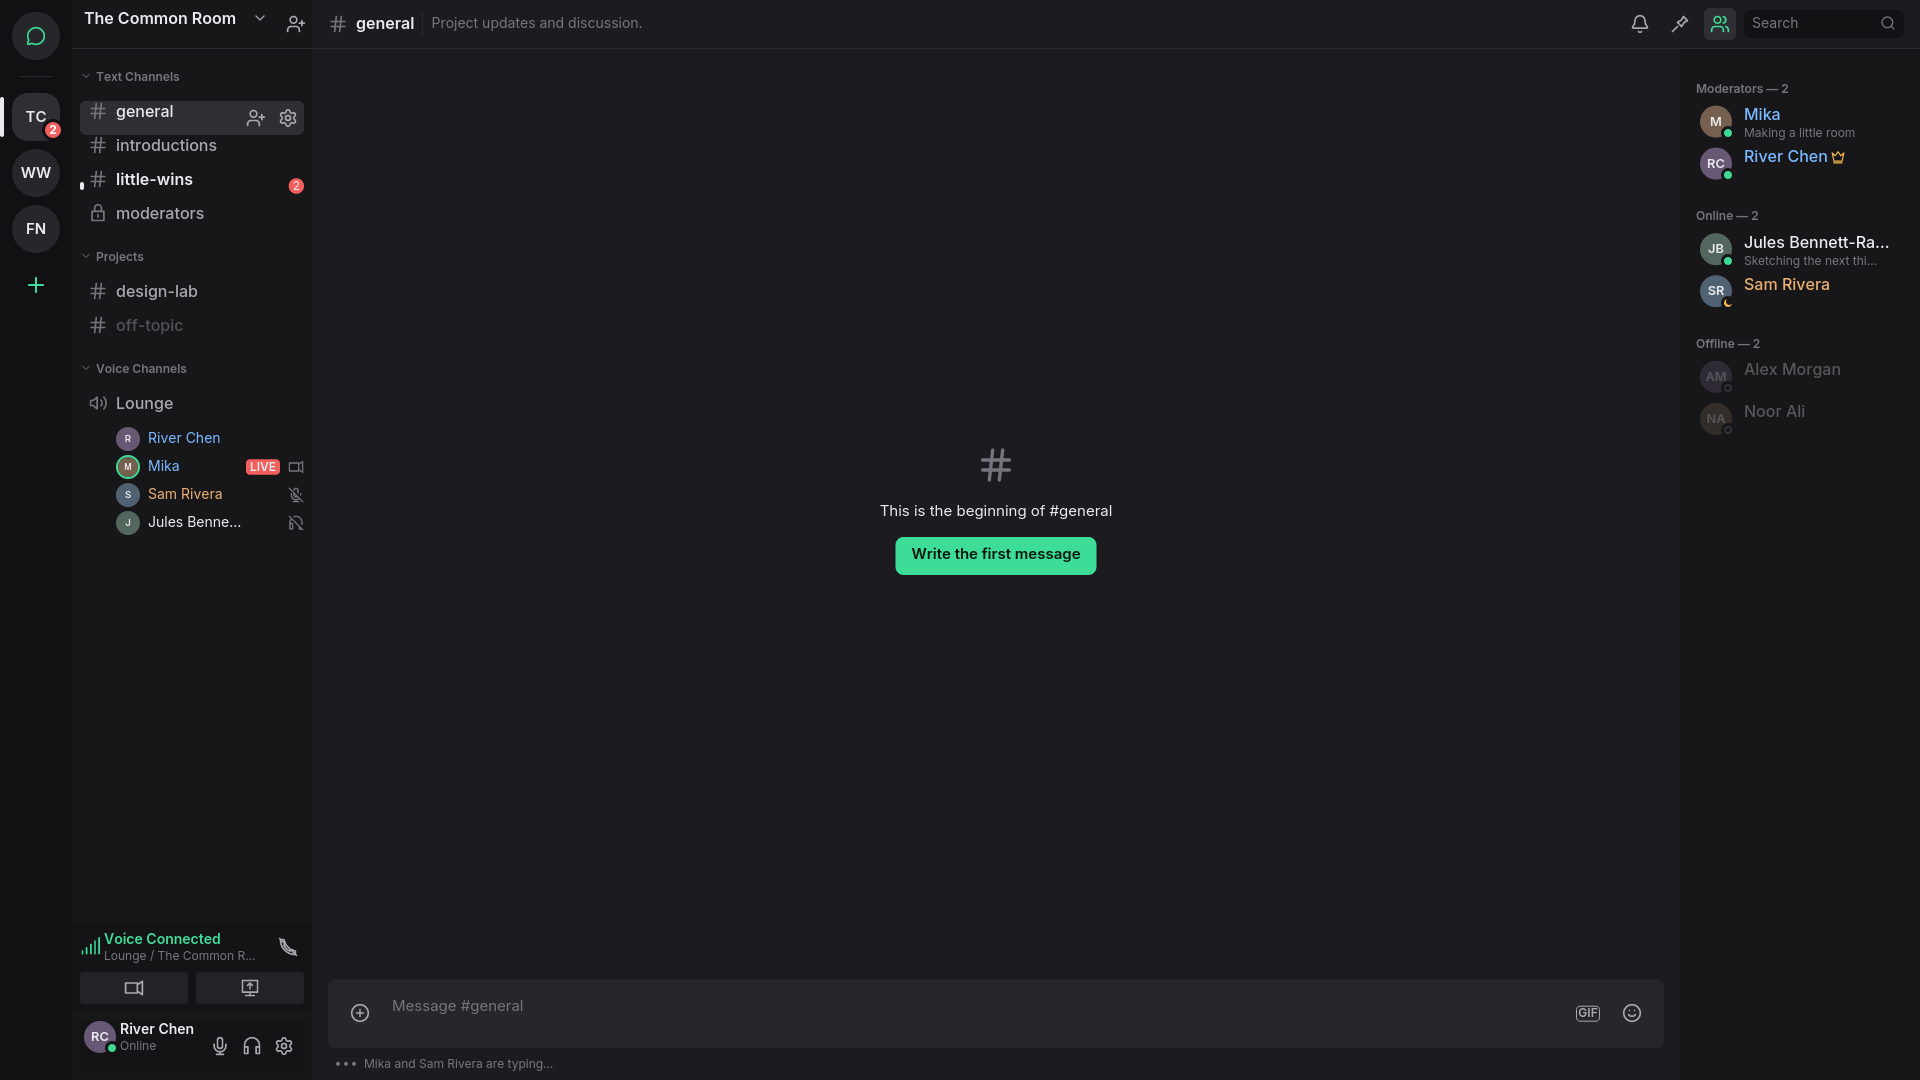 The Common Room
TC
2
WW
FN
Text Channels
general
introductions
little-wins
2
moderators
Projects
design-lab
off-topic
Voice Channels
Lounge
R River Chen
M Mika LIVE
S Sam Rivera
J Jules Benne...
Voice Connected
Lounge / The Common R...
RC River Chen
Online
general Project updates and discussion.
Search
This is the beginning of #general
Write the first message
Message #general
GIF
Mika and Sam Rivera are typing...
Moderators — 2
M Mika
Making a little room
RC River Chen
Online — 2
JB Jules Bennett-Ra...
Sketching the next thi...
SR Sam Rivera
Offline — 2
AM Alex Morgan
NA Noor Ali